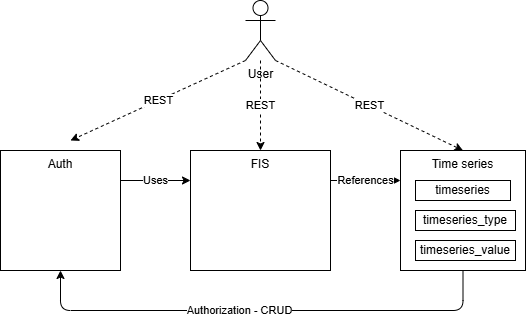 User
REST
REST
REST
Auth
FIS
Time series
Uses
References
timeseries
timeseries_type
timeseries_value
Authorization - CRUD